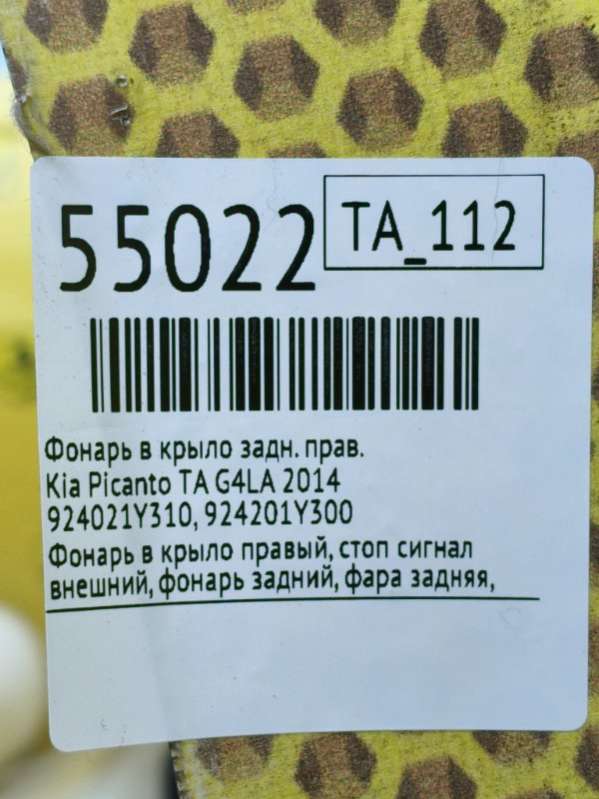 55022
TA_112
Фонарь в крыло задн. прав.
Kia Picanto TA G4LA 2014
924021Y310, 924201Y300
Фонарь в крыло правый, стоп сигнал
внешний, фонарь задний, фара задняя,